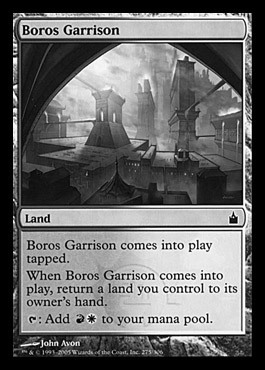 Boros Garrison
Land
Boros Garrison comes into play
tapped.
When Boros Garrison comes into
play, return a land you control to its
owner's hand.
: Add to your mana pool.
John Avon
™ & © 1993-2005 Wizards of the Coast, Inc. 275/306